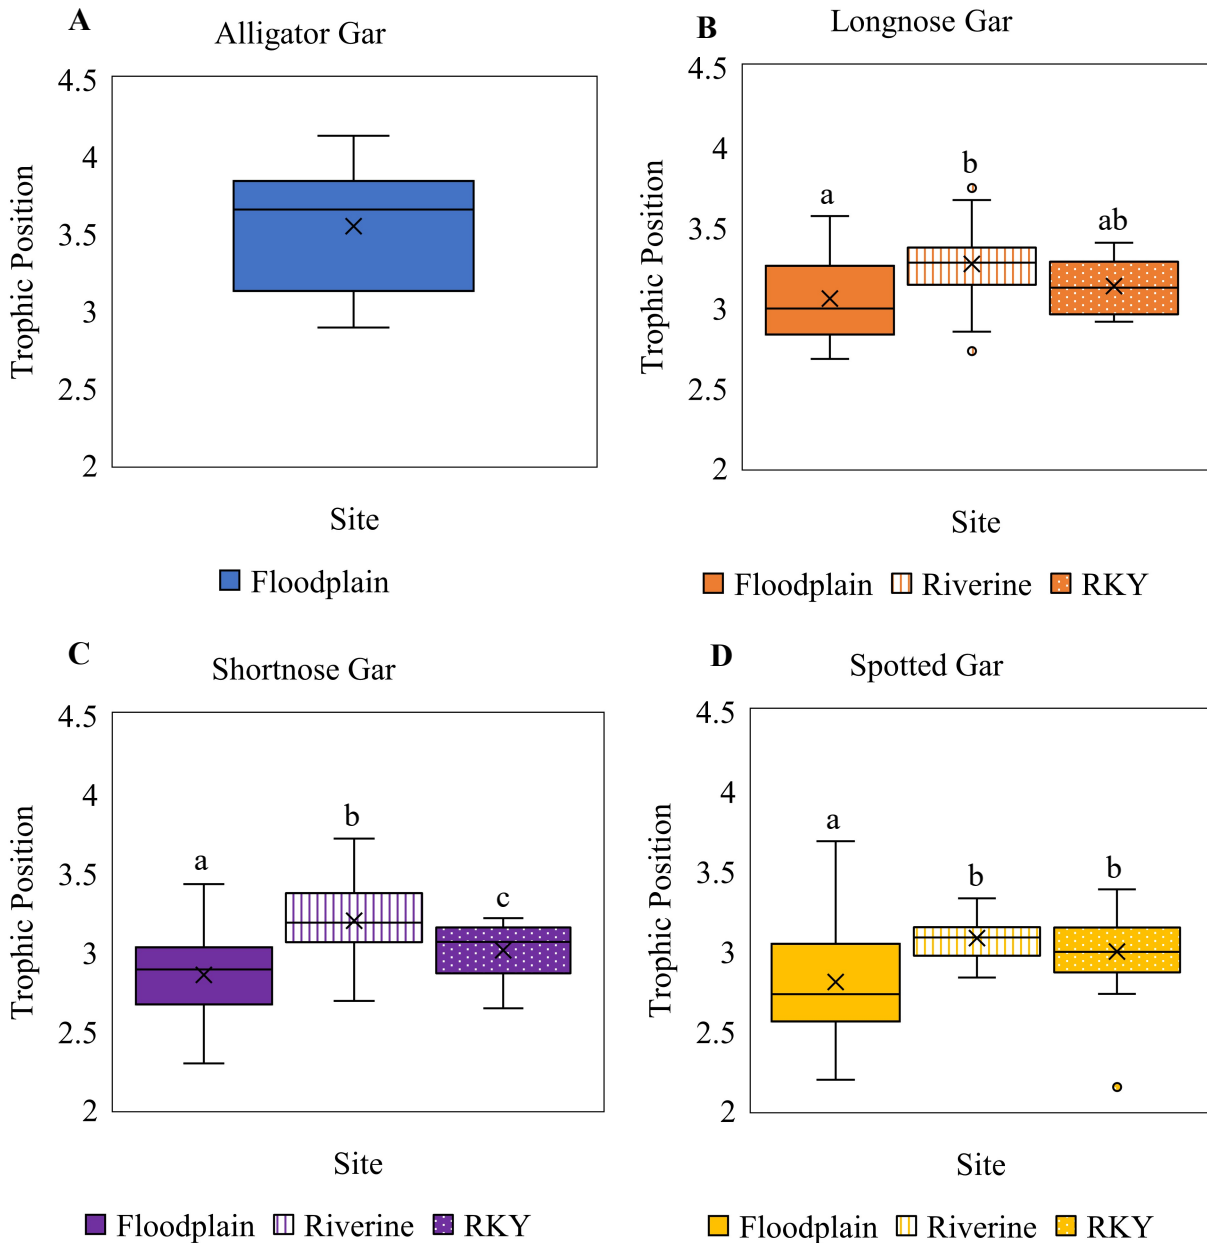 A
Alligator Gar
4.5
4
3.5
3
2.5
2
Trophic Position
Site
Floodplain
B
Longnose Gar
4.5
4
3.5
3
2.5
2
Trophic Position
a
b
ab
Site
Floodplain Riverine RKY
C
Shortnose Gar
4.5
4
3.5
3
2.5
2
Trophic Position
a
b
c
Site
Floodplain Riverine RKY
D
Spotted Gar
4.5
4
3.5
3
2.5
2
Trophic Position
a
b
b
Site
Floodplain Riverine RKY